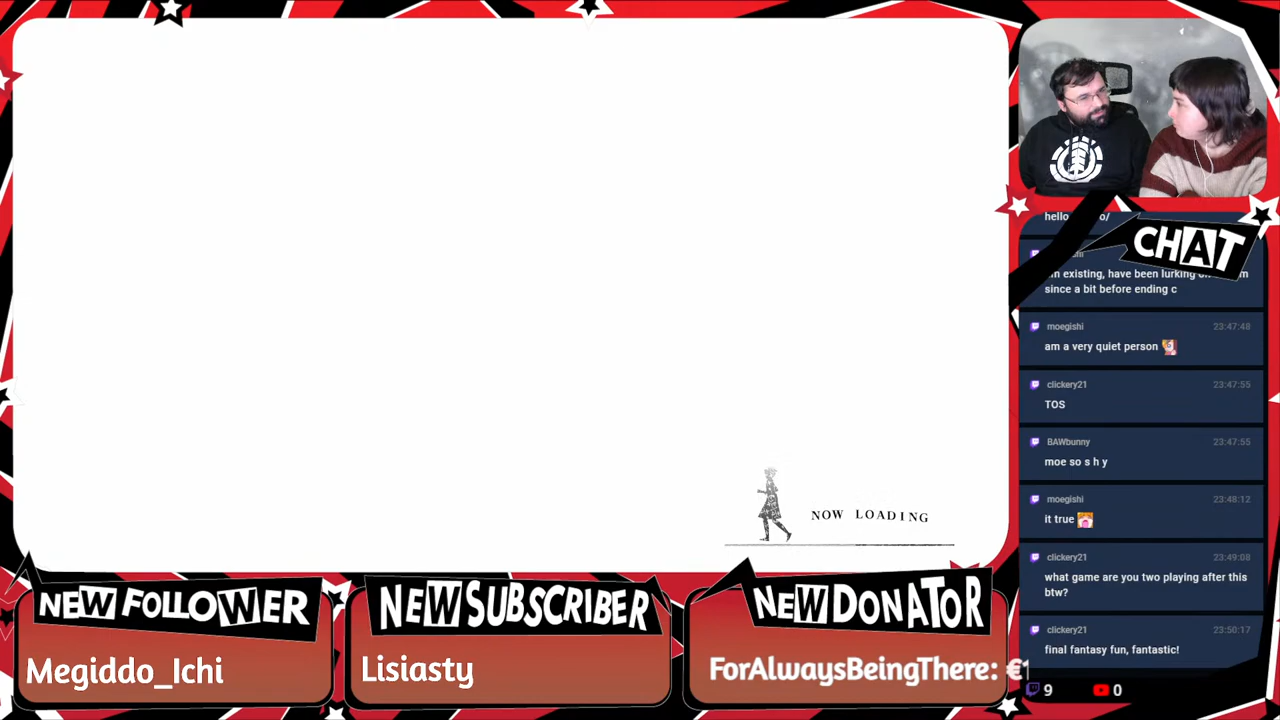 NOW LOADING
CHAT
hello
existing, have been lurking
since a bit before ending c
moegishi 23:47:48
am a very quiet person
clickery21 23:47:55
TOS
BAWbunny 23:47:55
moe so s h y
moegishi 23:48:12
it true
clickery21 23:49:08
what game are you two playing after this
btw?
clickery21 23:50:17
final fantasy fun, fantastic!
9 0
NEW FOLLOWER
Megiddo_Ichi
NEW SUBSCRIBER
Lisiasty
NEW DONATOR
ForAlwaysBeingThere: